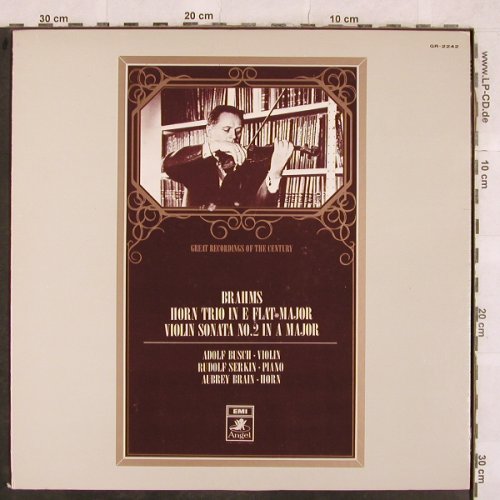 30 cm
20 cm
10 cm
GR-2242
www.LP-CD.de
10 cm
20 cm
30 cm
GREAT RECORDINGS OF THE CENTURY
BRAHMS
HORN TRIO IN E FLAT-MAJOR
VIOLIN SONATA NO.2 IN A MAJOR
ADOLF BUSCH · VIOLIN
RUDOLF SERKIN · PIANO
AUBREY BRAIN · HORN
EMI
Angel